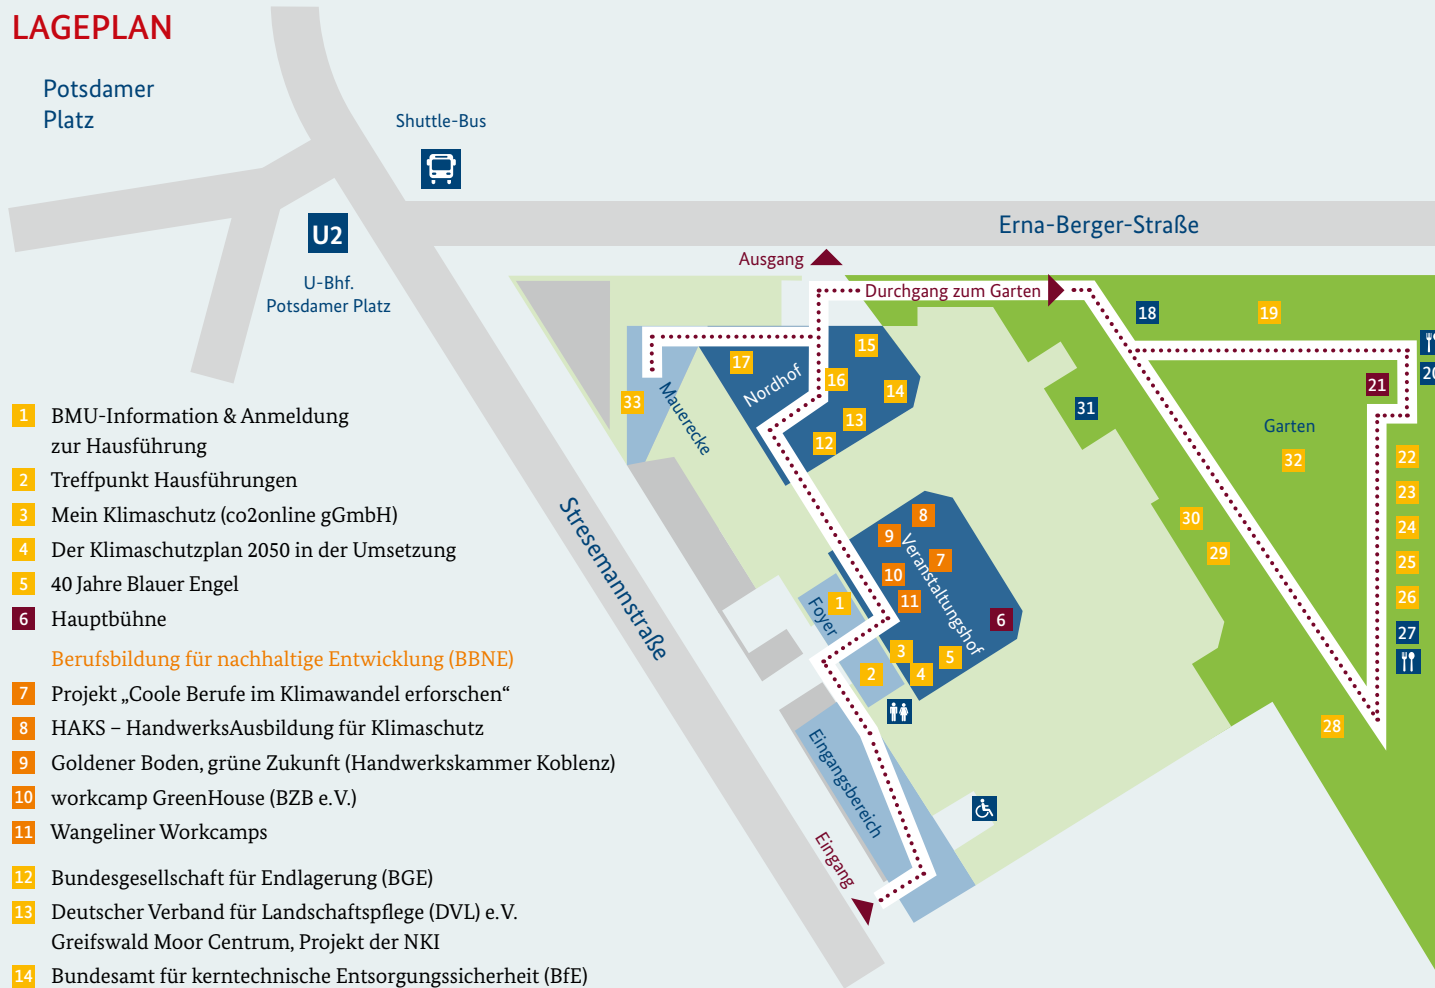 LAGEPLAN
Potsdamer
Platz
Shuttle-Bus
U2
U-Bhf.
Potsdamer Platz
Erna-Berger-Straße
Ausgang
Durchgang zum Garten
18
19
20
21
17
Nordhof
15
16
14
13
12
33
Mauerecke
31
Garten
32
22
23
24
25
26
27
28
30
29
Stresemannstraße
8
9
7
10
11
Veranstaltungshof
6
1
Foyer
3
5
4
2
Eingangsbereich
Eingang
1 BMU-Information & Anmeldung
zur Hausführung
2 Treffpunkt Hausführungen
3 Mein Klimaschutz (co2online gGmbH)
4 Der Klimaschutzplan 2050 in der Umsetzung
5 40 Jahre Blauer Engel
6 Hauptbühne
Berufsbildung für nachhaltige Entwicklung (BBNE)
7 Projekt „Coole Berufe im Klimawandel erforschen“
8 HAKS – HandwerksAusbildung für Klimaschutz
9 Goldener Boden, grüne Zukunft (Handwerkskammer Koblenz)
10 workcamp GreenHouse (BZB e. V.)
11 Wangeliner Workcamps
12 Bundesgesellschaft für Endlagerung (BGE)
13 Deutscher Verband für Landschaftspflege (DVL) e. V.
Greifswald Moor Centrum, Projekt der NKI
14 Bundesamt für kerntechnische Entsorgungssicherheit (BfE)